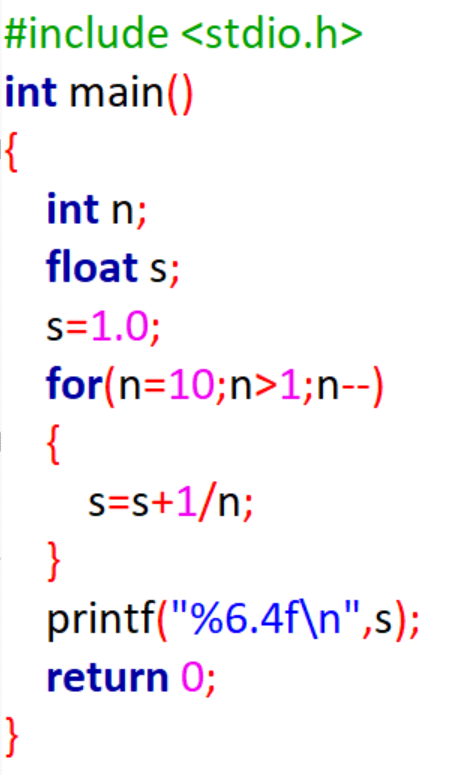 #include <stdio.h>
int main()
{
int n;
float s;
s=1.0;
for(n=10;n>1;n--)
{
s=s+1/n;
}
printf("%6.4f\n",s);
return 0;
}